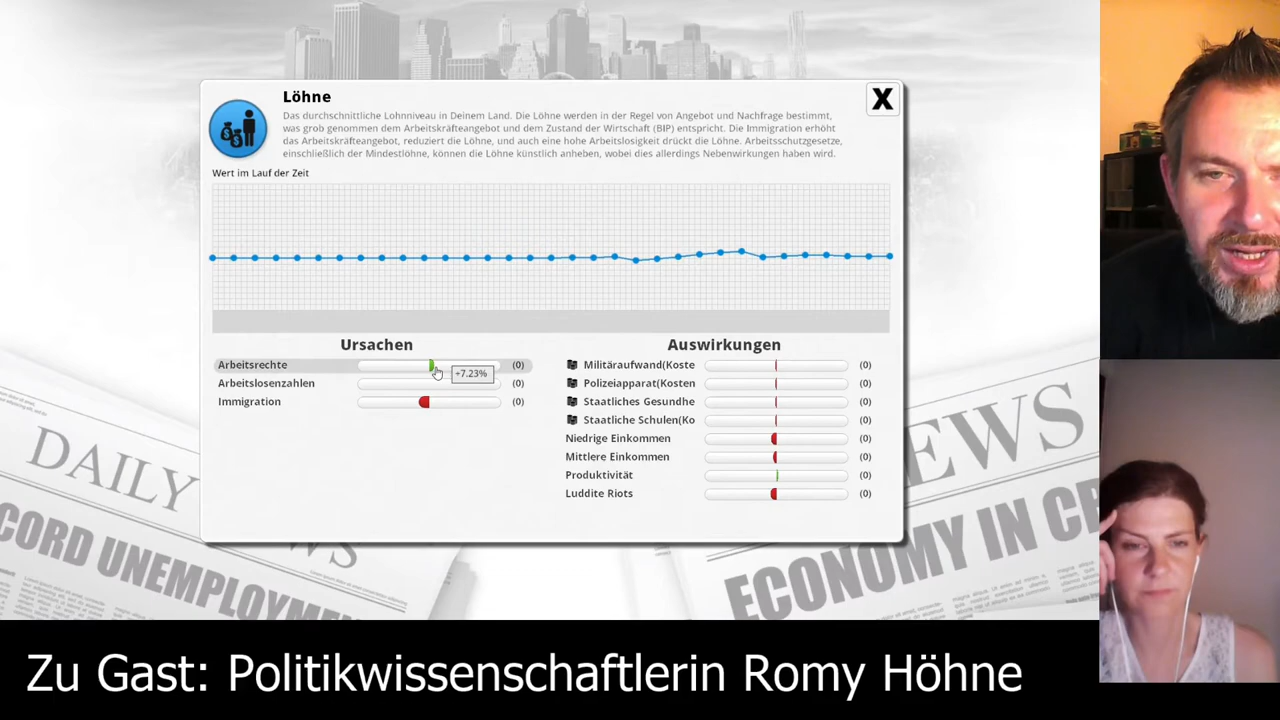 Löhne
X
Das durchschnittliche Lohnniveau in Deinem Land. Die Löhne werden in der Regel von Angebot und Nachfrage bestimmt,
was grob genommen dem Arbeitskräfteangebot und dem Zustand der Wirtschaft (BIP) entspricht. Die Immigration erhöht
das Arbeitskräfteangebot, reduziert die Löhne, und auch eine hohe Arbeitslosigkeit drückt die Löhne. Arbeitsschutzgesetze,
einschließlich der Mindestlöhne, können die Löhne künstlich anheben, wobei dies allerdings Nebenwirkungen haben wird.
Wert im Lauf der Zeit
Ursachen
Arbeitsrechte (0)
+7.23%
Arbeitslosenzahlen (0)
Immigration (0)
Auswirkungen
Militäraufwand(Koste (0)
Polizeiapparat(Kosten (0)
Staatliches Gesundhe (0)
Staatliche Schulen(Ko (0)
Niedrige Einkommen (0)
Mittlere Einkommen (0)
Produktivität (0)
Luddite Riots (0)
DAILY
NEWS
CORD UNEMPLOYME
EWS
ECONOMY IN CR
Zu Gast: Politikwissenschaftlerin Romy Höhne